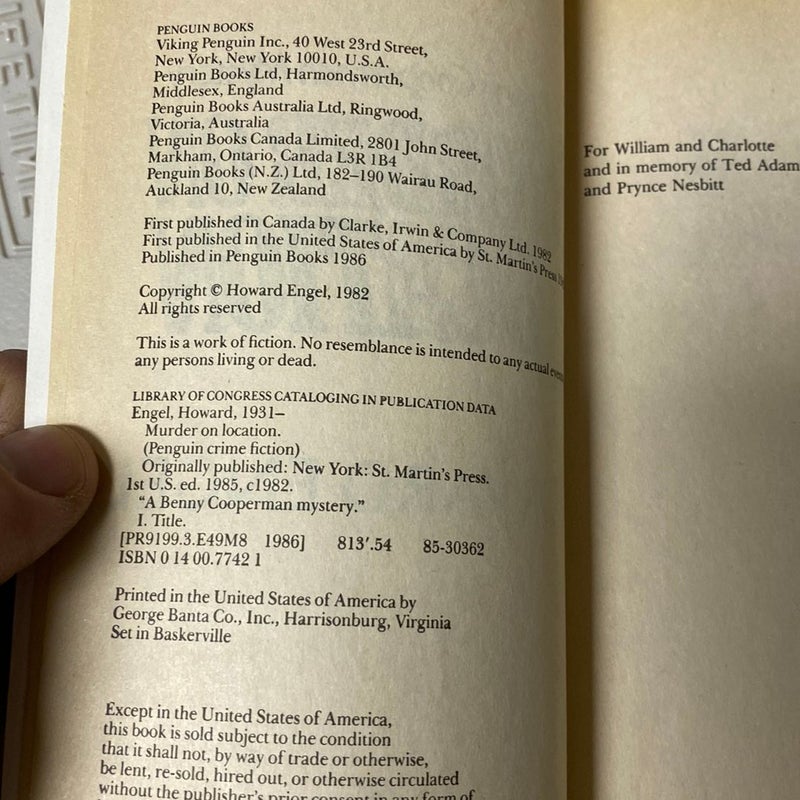 PENGUIN BOOKS
Viking Penguin Inc., 40 West 23rd Street,
New York, New York 10010, U.S.A.
Penguin Books Ltd, Harmondsworth,
Middlesex, England
Penguin Books Australia Ltd, Ringwood,
Victoria, Australia
Penguin Books Canada Limited, 2801 John Street,
Markham, Ontario, Canada L3R 1B4
Penguin Books (N.Z.) Ltd, 182–190 Wairau Road,
Auckland 10, New Zealand
First published in Canada by Clarke, Irwin & Company Ltd. 1982
First published in the United States of America by St. Martin's Press
Published in Penguin Books 1986
Copyright © Howard Engel, 1982
All rights reserved
This is a work of fiction. No resemblance is intended to any actual
any persons living or dead.
LIBRARY OF CONGRESS CATALOGING IN PUBLICATION DATA
Engel, Howard, 1931–
Murder on location.
(Penguin crime fiction)
Originally published: New York: St. Martin's Press.
1st U.S. ed. 1985, c1982.
"A Benny Cooperman mystery."
I. Title.
[PR9199.3.E49M8 1986] 813'.54 85-30362
ISBN 0 14 00.7742 1
Printed in the United States of America by
George Banta Co., Inc., Harrisonburg, Virginia
Set in Baskerville
Except in the United States of America,
this book is sold subject to the condition
that it shall not, by way of trade or otherwise,
be lent, re-sold, hired out, or otherwise circulated
without the publisher's prior consent in any form of
For William and Charlotte
and in memory of Ted Adam
and Prynce Nesbitt